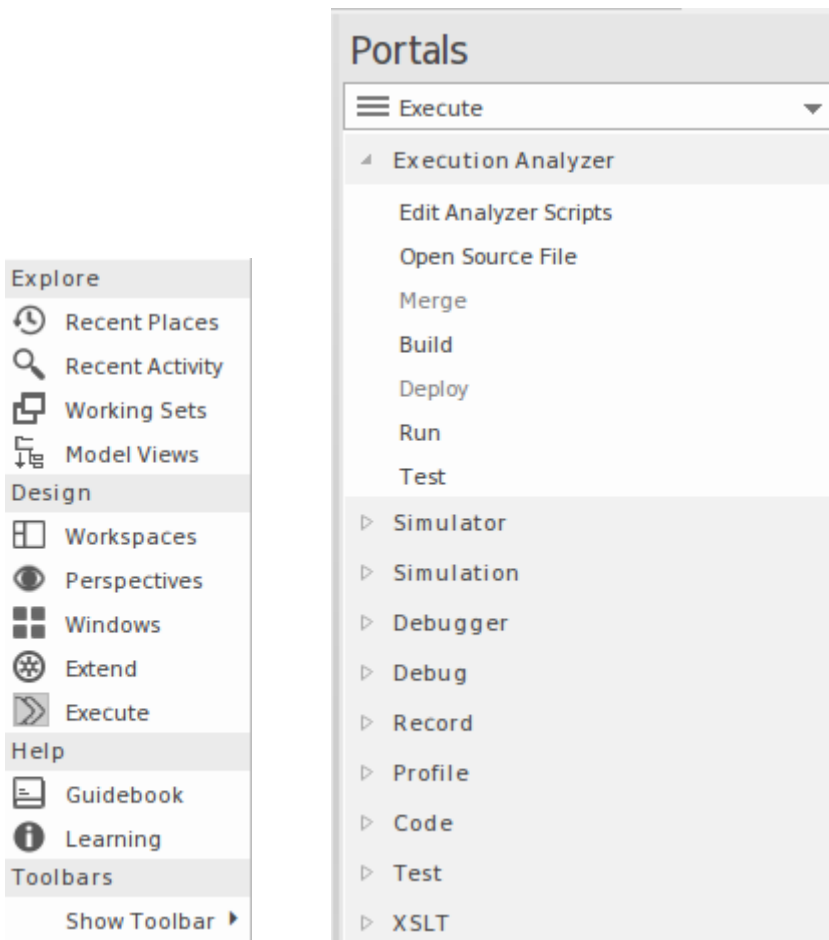 Explore
Recent Places
Recent Activity
Working Sets
Model Views
Design
Workspaces
Perspectives
Windows
Extend
Execute
Help
Guidebook
Learning
Toolbars
Show Toolbar
Portals
Execute
Execution Analyzer
Edit Analyzer Scripts
Open Source File
Merge
Build
Deploy
Run
Test
Simulator
Simulation
Debugger
Debug
Record
Profile
Code
Test
XSLT